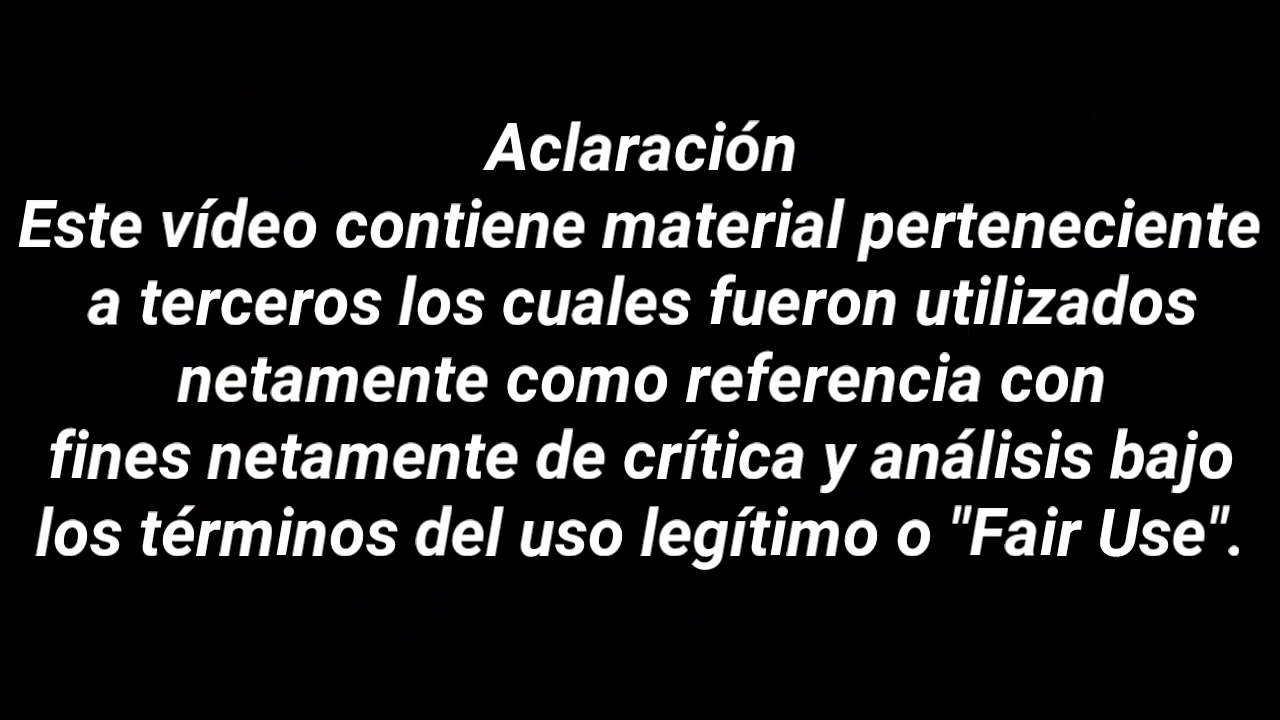 Aclaración
Este vídeo contiene material perteneciente
a terceros los cuales fueron utilizados
netamente como referencia con
fines netamente de crítica y análisis bajo
los términos del uso legítimo o "Fair Use".